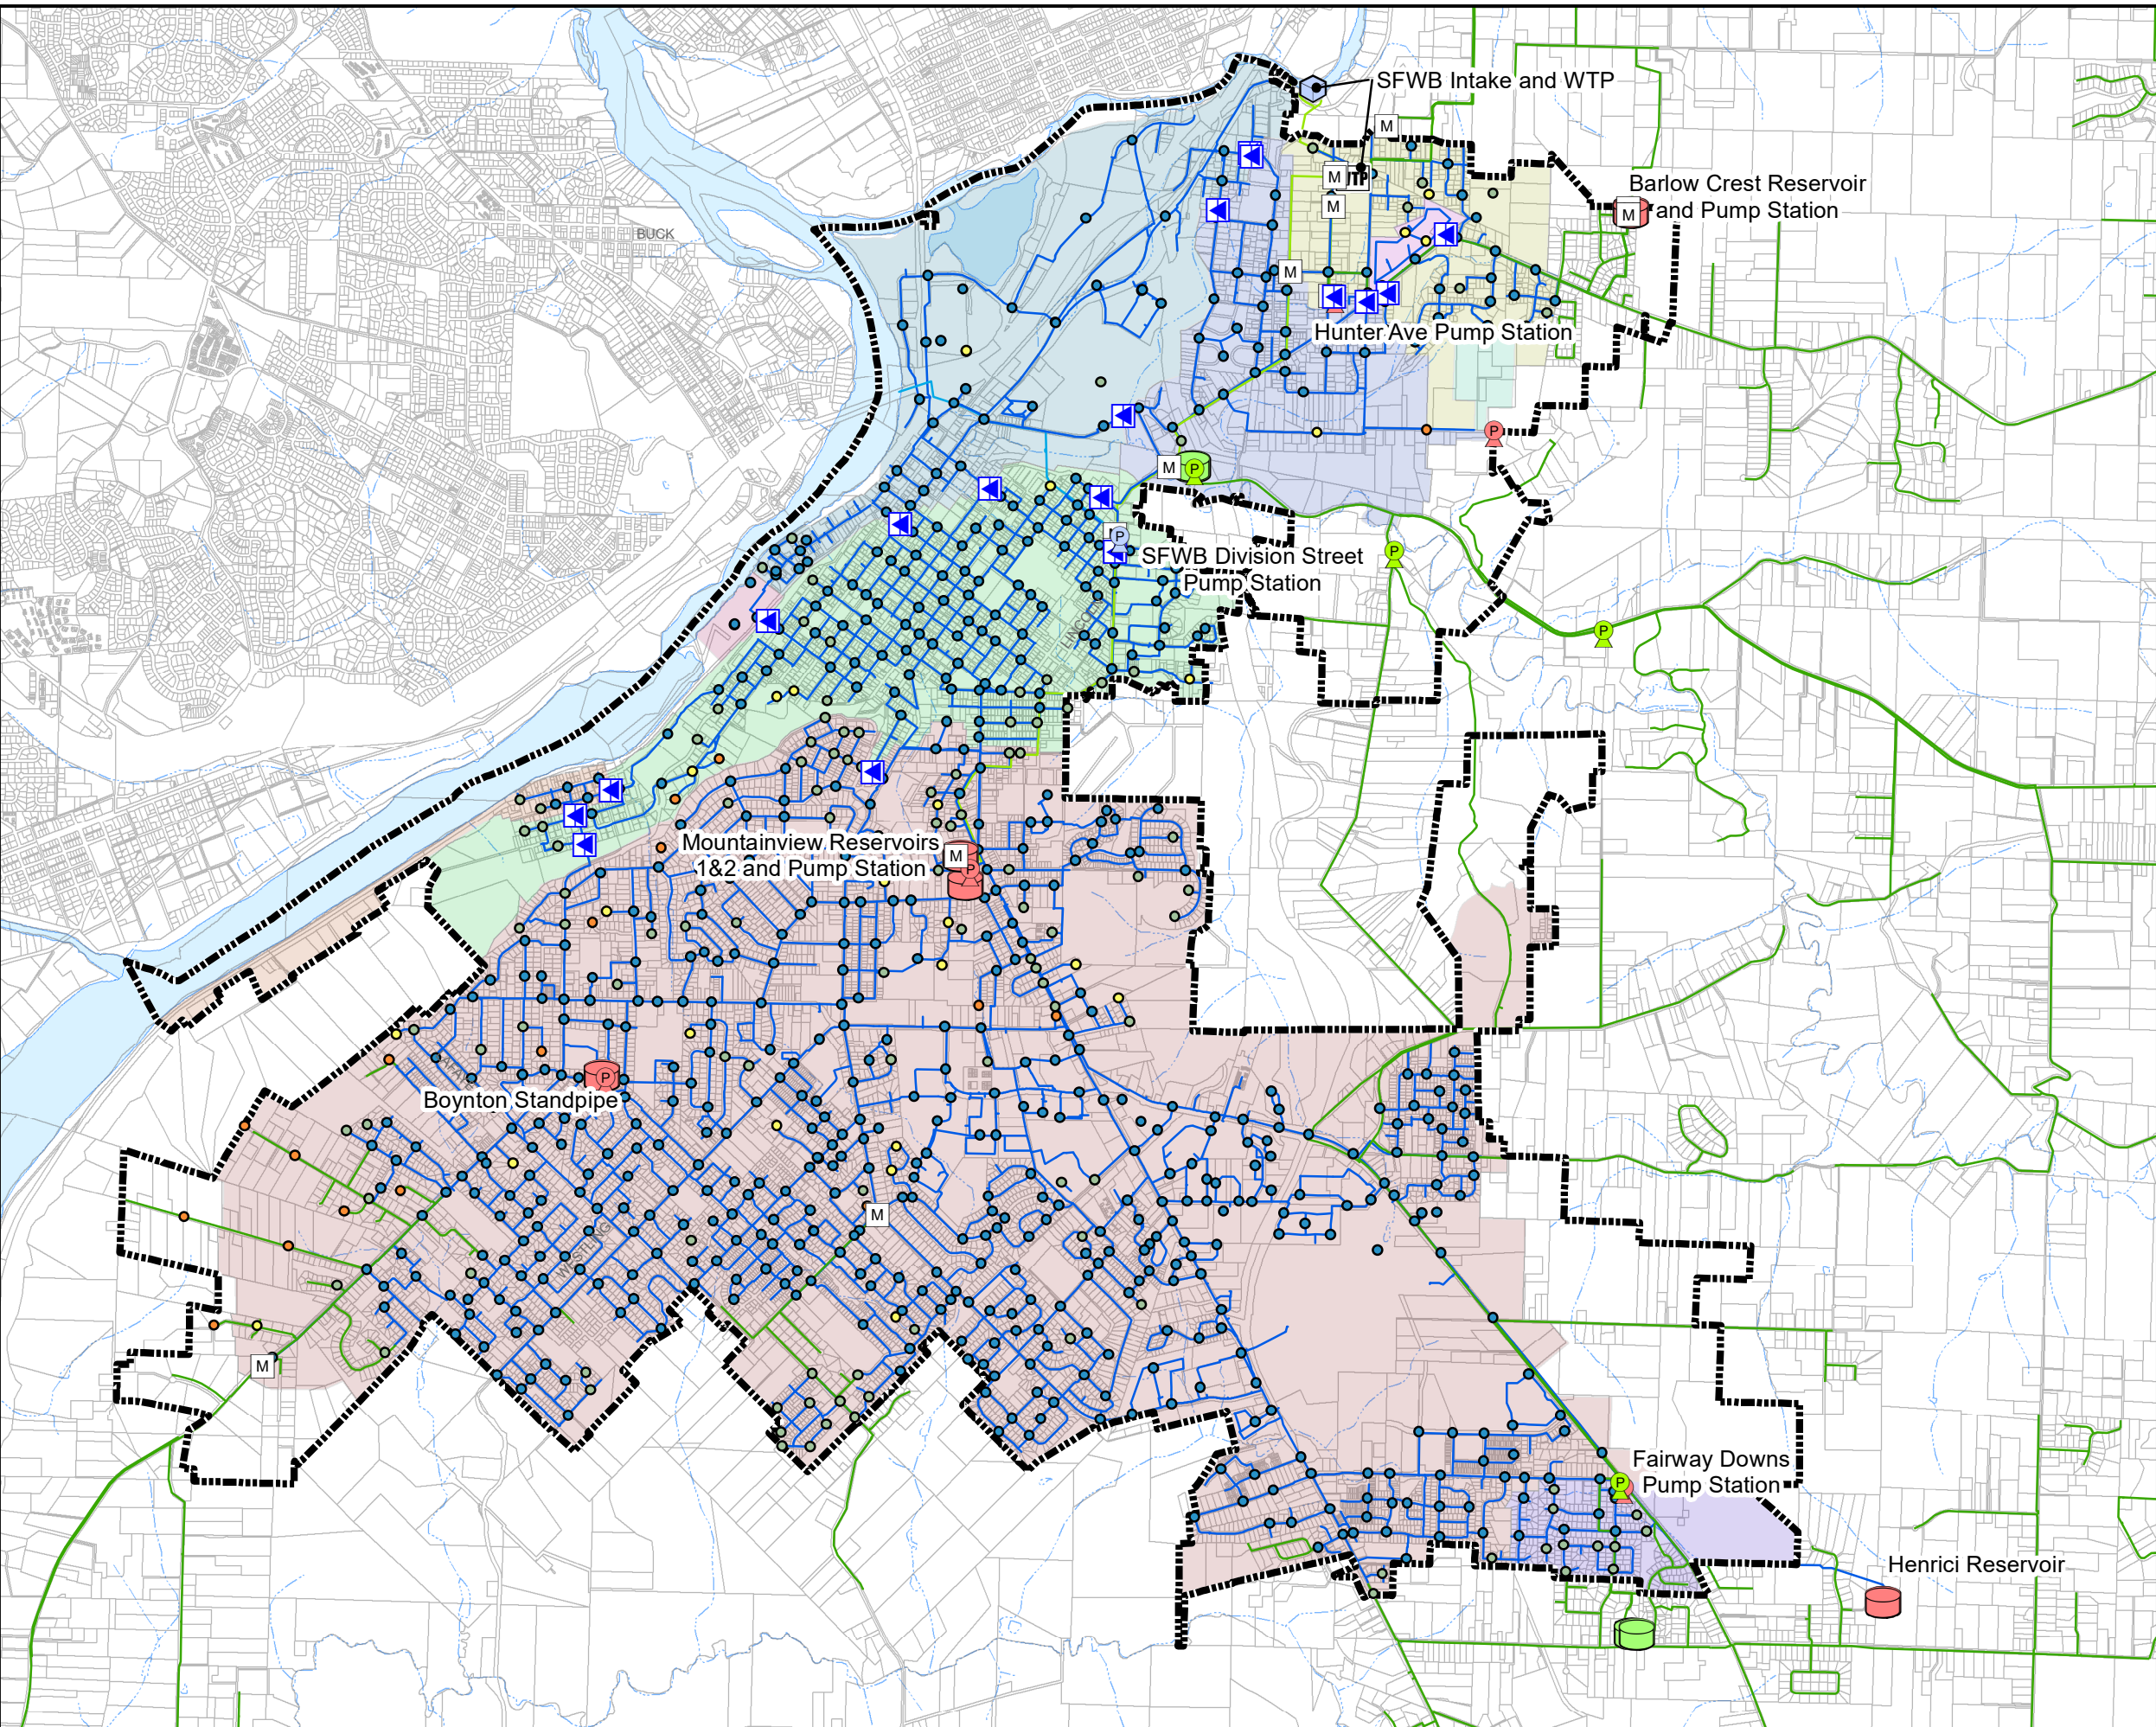 SFWB Intake and WTP
M
Barlow Crest Reservoir
M
and Pump Station
M
M
BUCK
M
Hunter Ave Pump Station
P
M
P
P
SFWB Division Street
Pump Station
P
P
Mountainview Reservoirs
M
1&2 and Pump Station
P
P
Boynton Standpipe
M
M
Fairway Downs
P
Pump Station
Henrici Reservoir